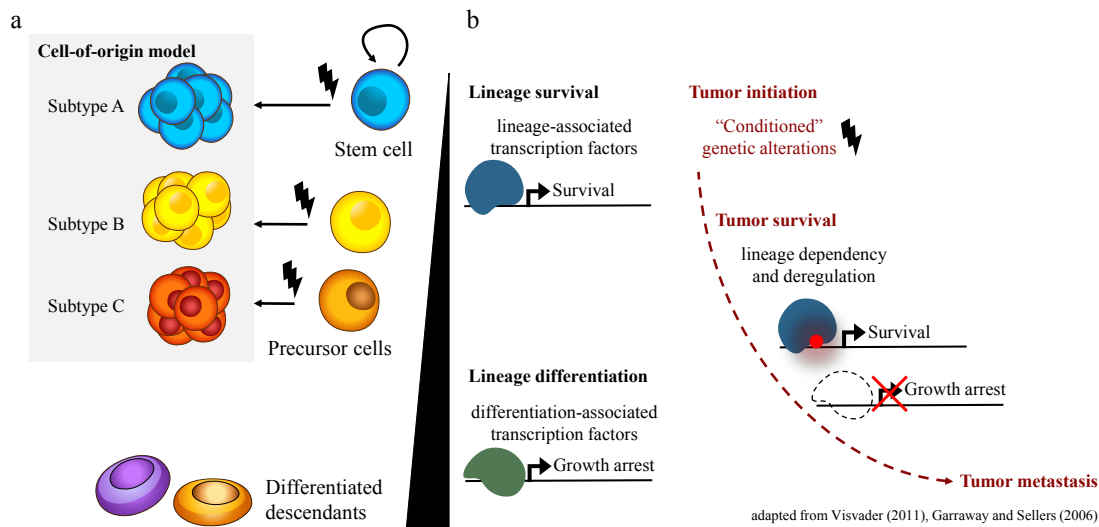 a
Cell-of-origin model
Subtype A
Stem cell
Subtype B
Subtype C
Precursor cells
Differentiated
descendants
b
Lineage survival
lineage-associated
transcription factors
Survival
Lineage differentiation
differentiation-associated
transcription factors
Growth arrest
Tumor initiation
“Conditioned”
genetic alterations
Tumor survival
lineage dependency
and deregulation
Survival
Growth arrest
Tumor metastasis
adapted from Visvader (2011), Garraway and Sellers (2006)